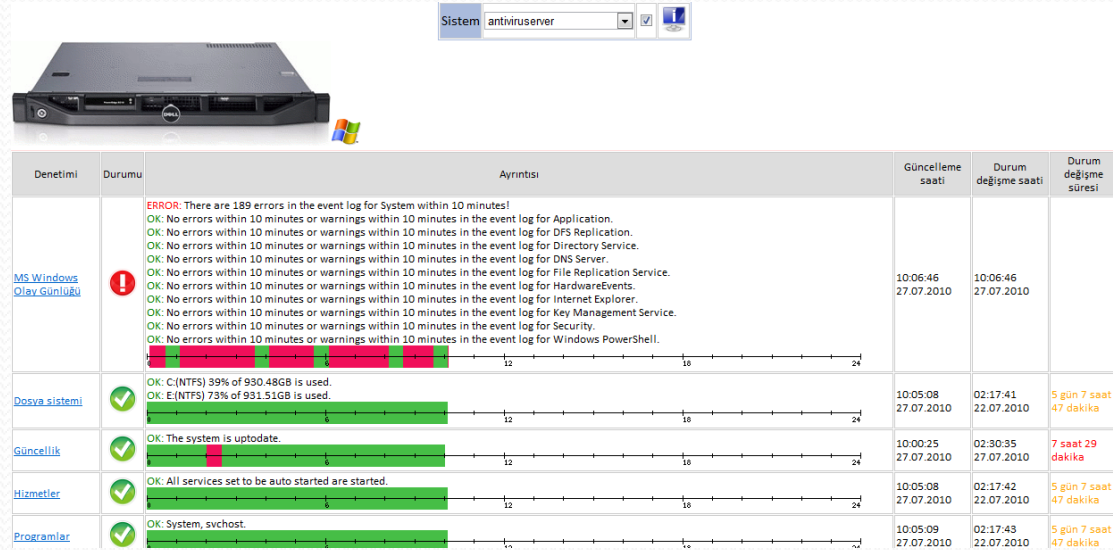 Sistem antiviruserver
DELL
Denetimi Durumu Ayrıntısı Güncelleme saati Durum değişme saati Durum değişme süresi
MS Windows Olay Günlüğü
ERROR: There are 189 errors in the event log for System within 10 minutes!
OK: No errors within 10 minutes or warnings within 10 minutes in the event log for Application.
OK: No errors within 10 minutes or warnings within 10 minutes in the event log for DFS Replication.
OK: No errors within 10 minutes or warnings within 10 minutes in the event log for Directory Service.
OK: No errors within 10 minutes or warnings within 10 minutes in the event log for DNS Server.
OK: No errors within 10 minutes or warnings within 10 minutes in the event log for File Replication Service.
OK: No errors within 10 minutes or warnings within 10 minutes in the event log for HardwareEvents.
OK: No errors within 10 minutes or warnings within 10 minutes in the event log for Internet Explorer.
OK: No errors within 10 minutes or warnings within 10 minutes in the event log for Key Management Service.
OK: No errors within 10 minutes or warnings within 10 minutes in the event log for Security.
OK: No errors within 10 minutes or warnings within 10 minutes in the event log for Windows PowerShell.
0 6 12 18 24
10:06:46 27.07.2010
10:06:46 27.07.2010
Dosya sistemi
OK: C:(NTFS) 39% of 930.48GB is used.
OK: E:(NTFS) 73% of 931.51GB is used.
0 6 12 18 24
10:05:08 27.07.2010
02:17:41 22.07.2010
5 gün 7 saat 47 dakika
Güncellik
OK: The system is uptodate.
0 6 12 18 24
10:00:25 27.07.2010
02:30:35 27.07.2010
7 saat 29 dakika
Hizmetler
OK: All services set to be auto started are started.
0 6 12 18 24
10:05:08 27.07.2010
02:17:42 22.07.2010
5 gün 7 saat 47 dakika
Programlar
OK: System, svchost.
10:05:09 27.07.2010
02:17:43 22.07.2010
5 gün 7 saat 47 dakika